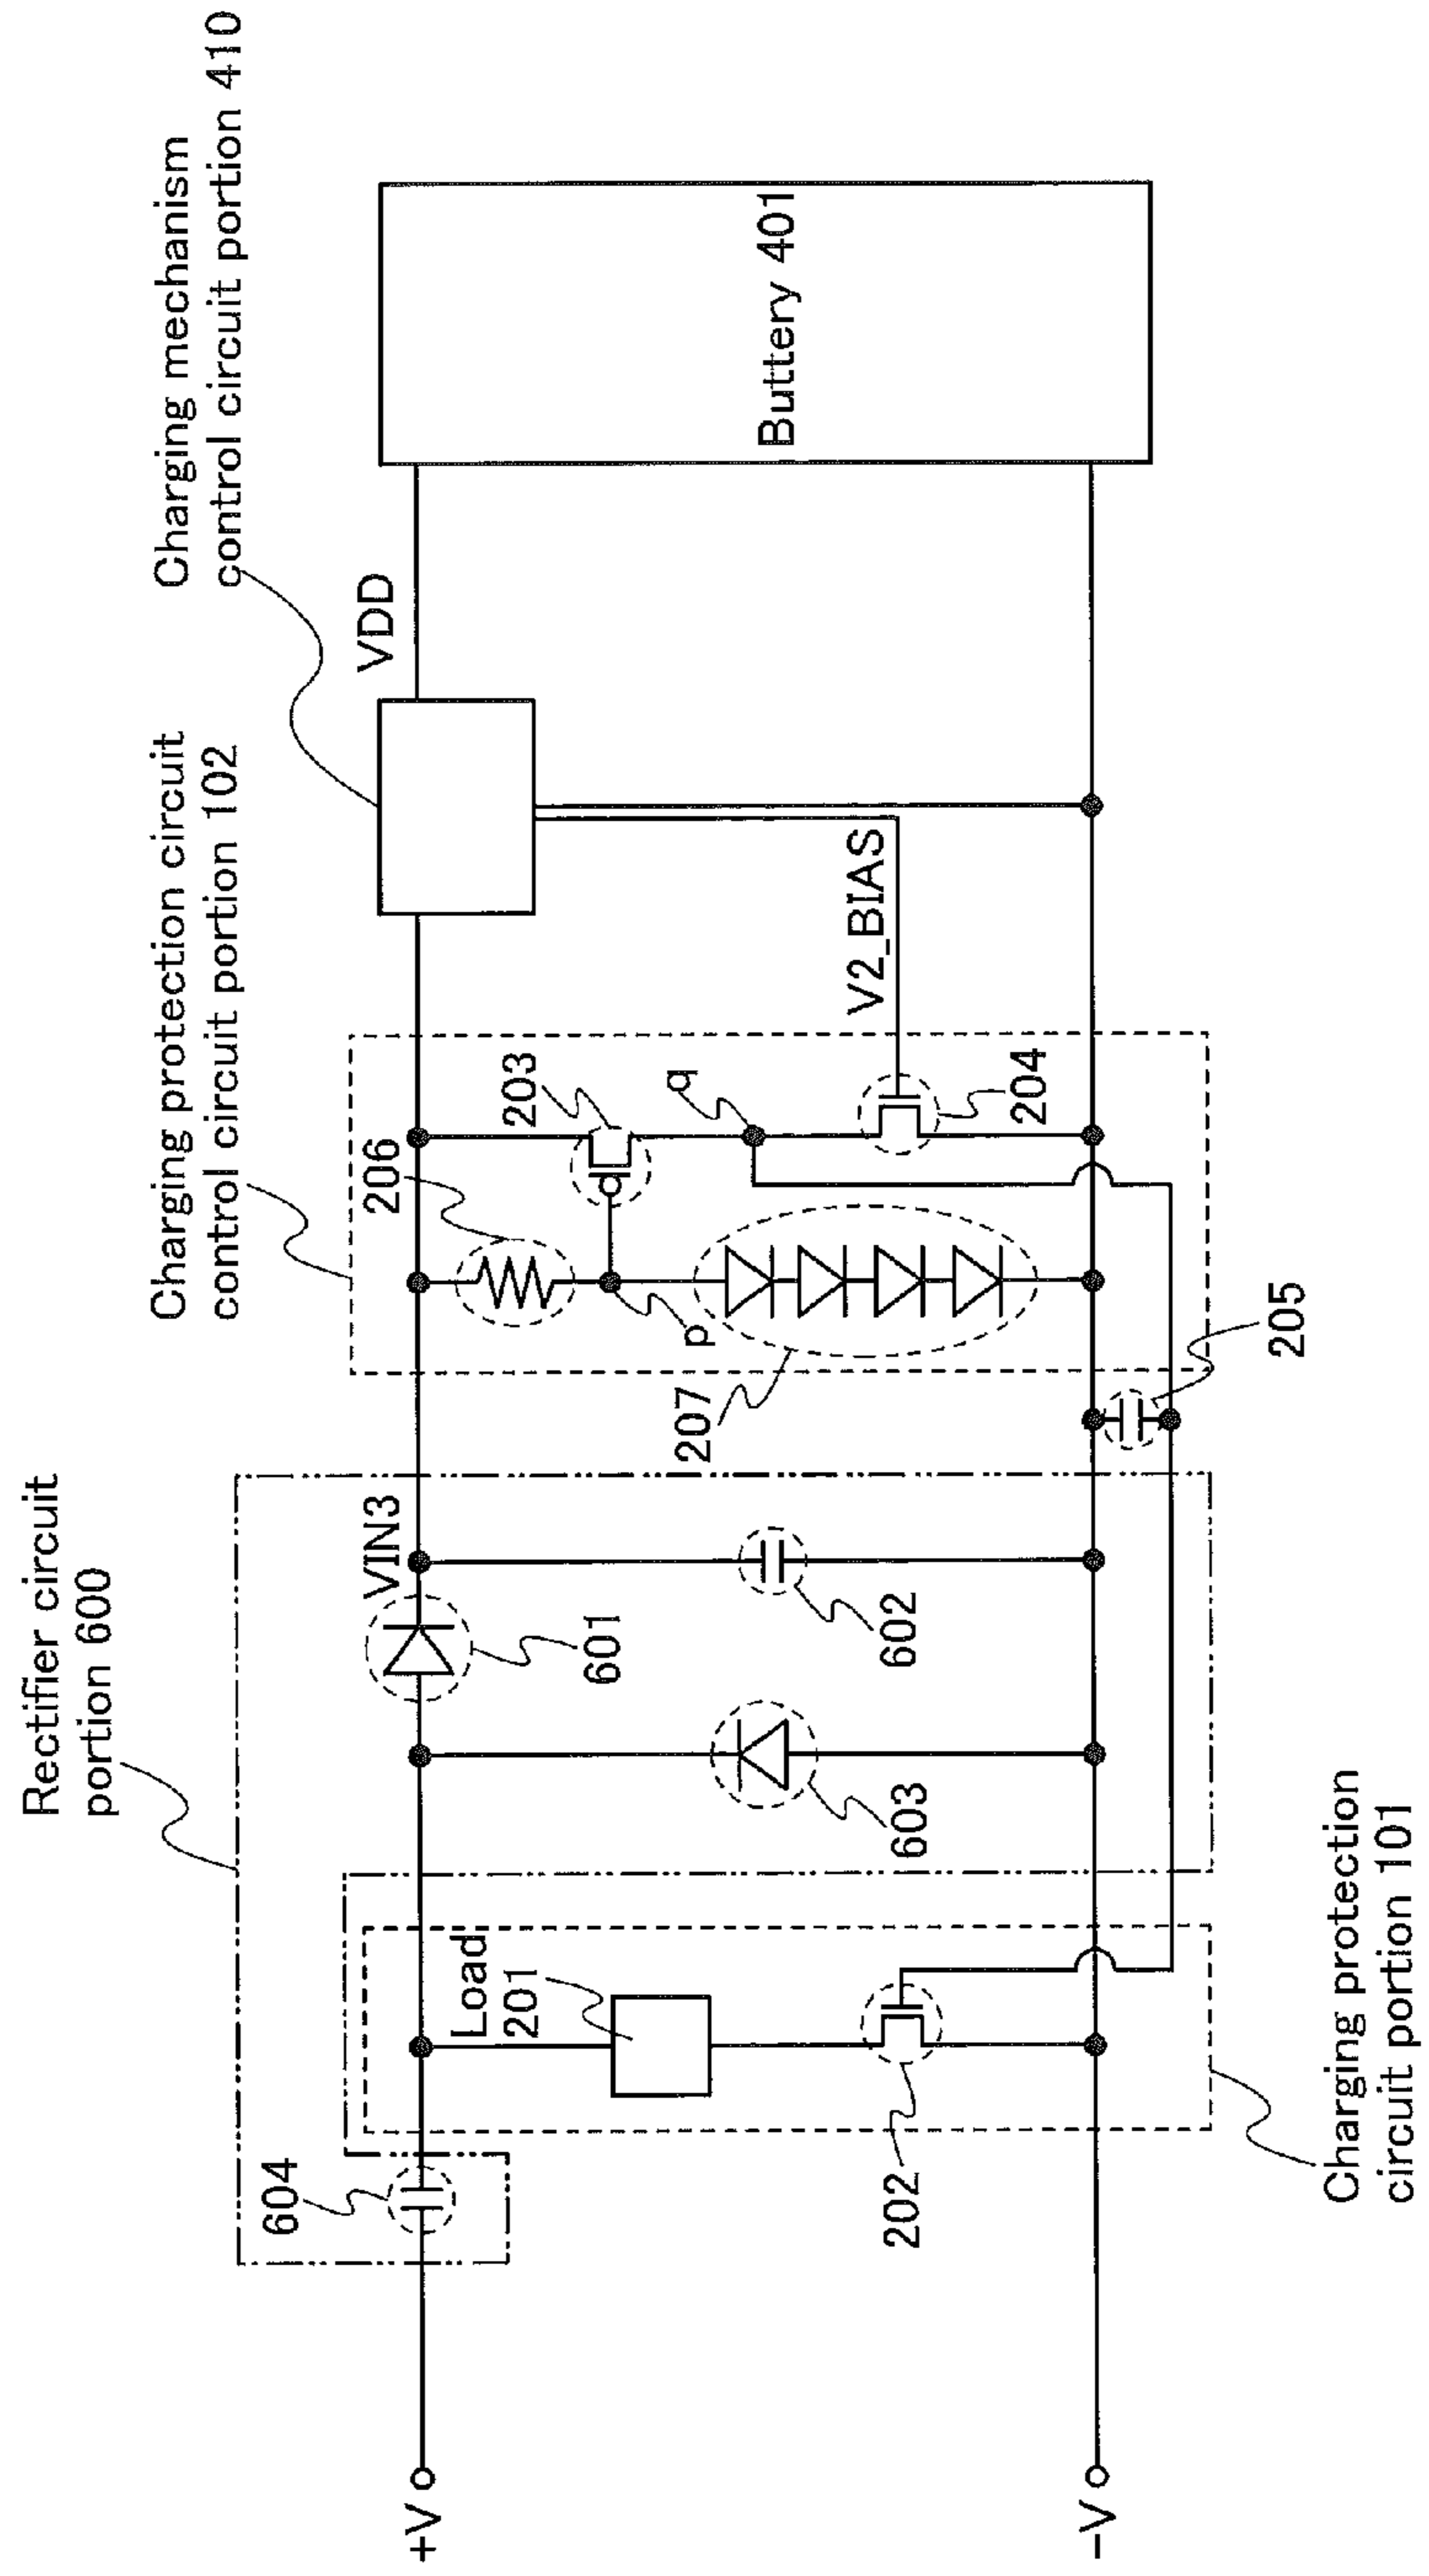 Rectifier circuit
portion 600
Charging protection circuit
control circuit portion 102
Charging mechanism
control circuit portion 410
604
Load
201
202
603
601
VIN3
602
207
206
p
203
q
204
205
V2_BIAS
VDD
Buttery 401
+V
-V
Charging protection
circuit portion 101